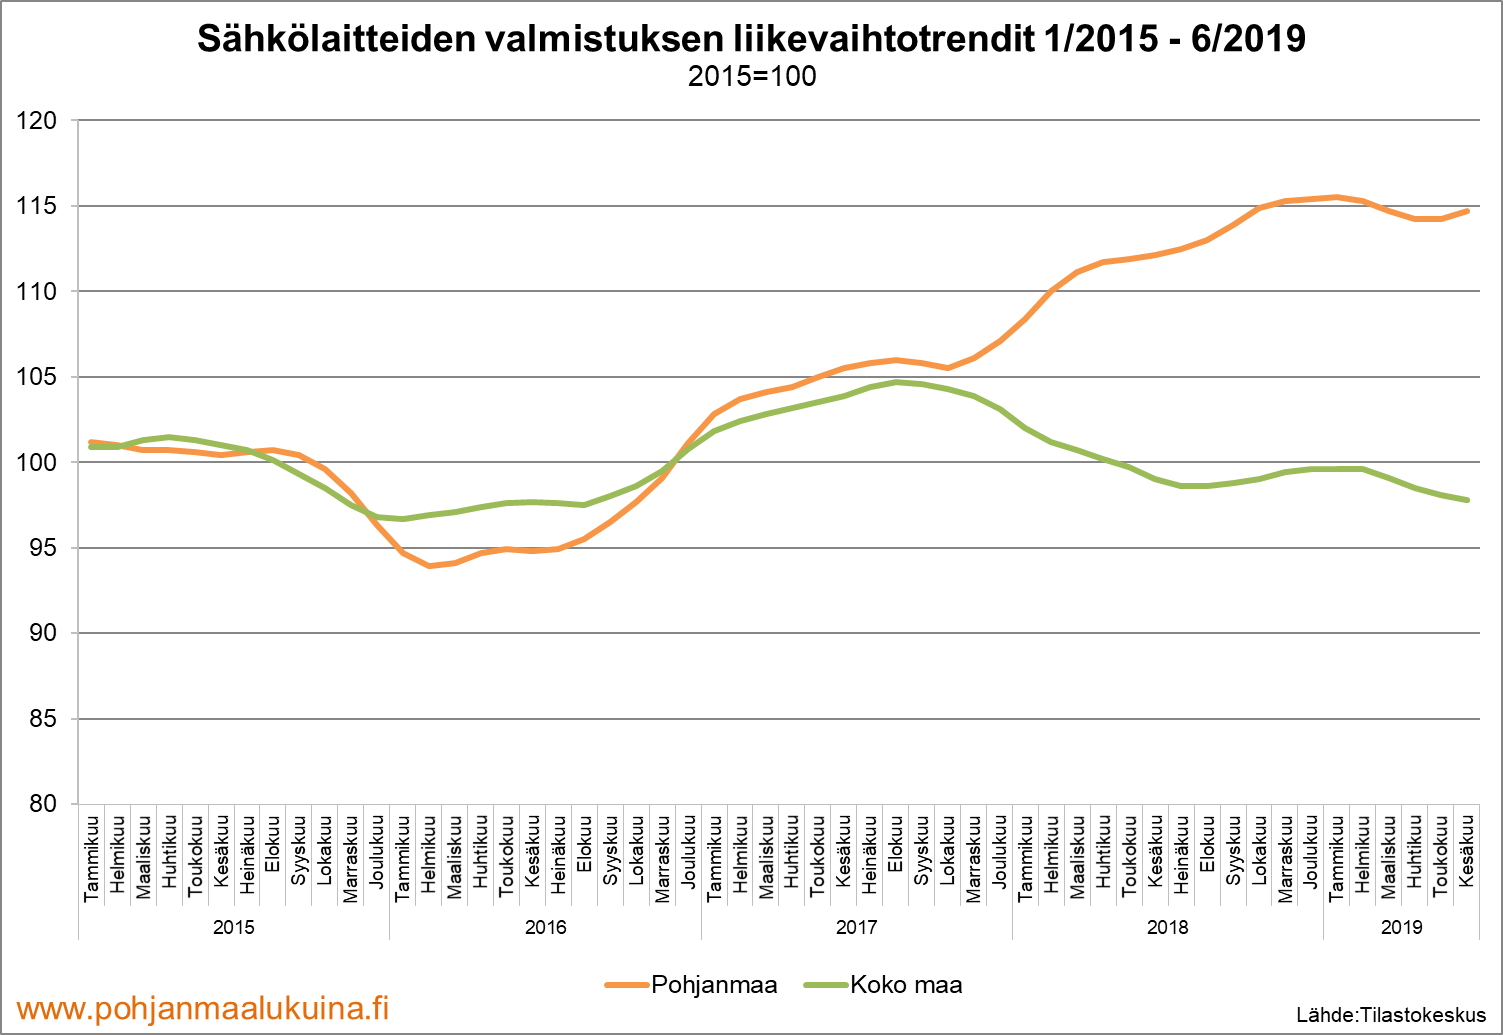 Sähkölaitteiden valmistuksen liikevaihtotrendit 1/2015 - 6/2019
2015=100
120
115
110
105
100
95
90
85
80
Tammikuu
Helmikuu
Maaliskuu
Huhtikuu
Toukokuu
Kesäkuu
Heinäkuu
Elokuu
Syyskuu
Lokakuu
Marraskuu
Joulukuu
Tammikuu
Helmikuu
Maaliskuu
Huhtikuu
Toukokuu
Kesäkuu
Heinäkuu
Elokuu
Syyskuu
Lokakuu
Marraskuu
Joulukuu
Tammikuu
Helmikuu
Maaliskuu
Huhtikuu
Toukokuu
Kesäkuu
Heinäkuu
Elokuu
Syyskuu
Lokakuu
Marraskuu
Joulukuu
Tammikuu
Helmikuu
Maaliskuu
Huhtikuu
Toukokuu
Kesäkuu
Heinäkuu
Elokuu
Syyskuu
Lokakuu
Marraskuu
Joulukuu
Tammikuu
Helmikuu
Maaliskuu
Huhtikuu
Toukokuu
Kesäkuu
2015 2016 2017 2018 2019
Pohjanmaa Koko maa
www.pohjanmaalukuina.fi
Lähde:Tilastokeskus